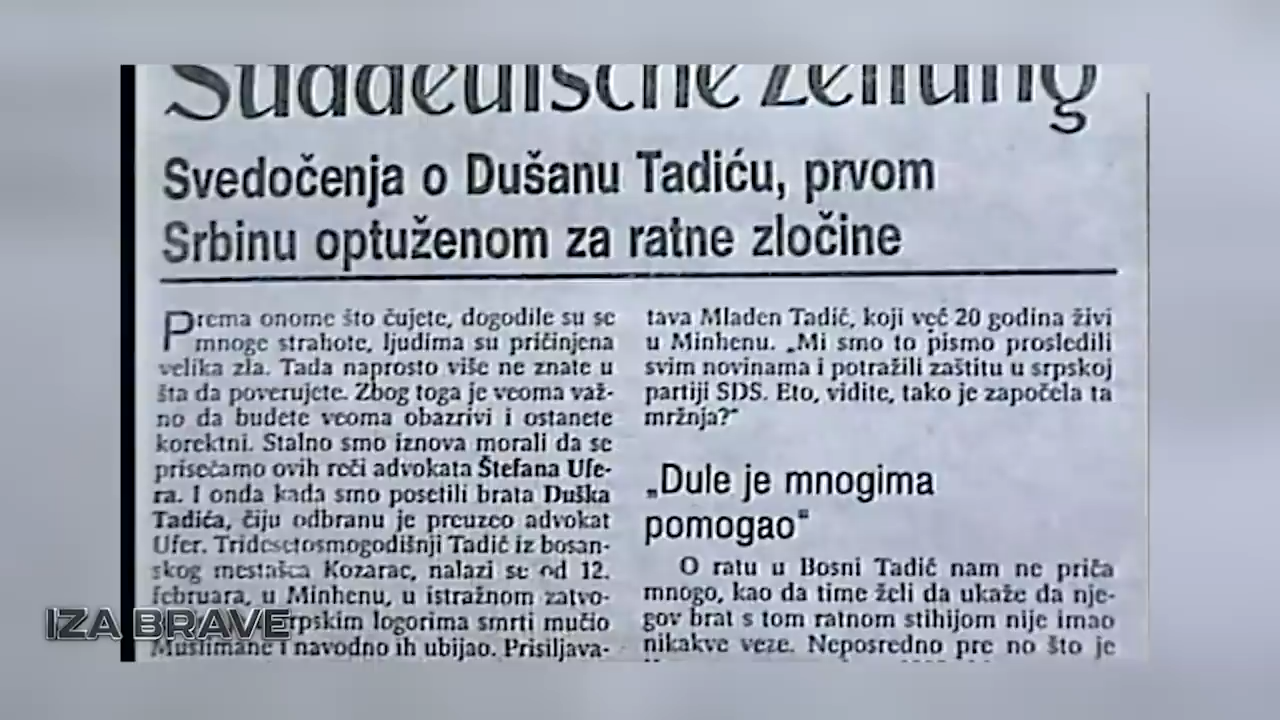 Süddeutsche Zeitung
Svedočenja o Dušanu Tadiću, prvom
Srbinu optuženom za ratne zločine
Prema onome što čujete, dogodile su se
mnoge strahote, ljudima su pričinjena
velika zla. Tada naprosto više ne znate u
šta da poverujete. Zbog toga je veoma važ-
no da budete veoma obazrivi i ostanete
korektni. Stalno smo iznova morali da se
prisećamo ovih reči advokata Štefana Ufe-
ra. I onda kada smo posetili brata Duška
Tadića, čiju odbranu je preuzeo advokat
Ufer. Tridesetosmogodišnji Tadić iz bosan-
skog mestašca Kozarac, nalazi se od 12.
februara, u Minhenu, u istražnom zatvo-
rpskim logorima smrti mučio
Muslimane i navodno ih ubijao. Prisiljava-
tava Mladen Tadić, koji već 20 godina živi
u Minhenu. „Mi smo to pismo prosledili
svim novinama i potražili zaštitu u srpskoj
partiji SDS. Eto, vidite, tako je započela ta
mržnja?"
„Dule je mnogima
pomogao"
O ratu u Bosni Tadić nam ne priča
mnogo, kao da time želi da ukaže da nje-
gov brat s tom ratnom stihijom nije imao
nikakve veze. Neposredno pre no što je
IZA BRAVE